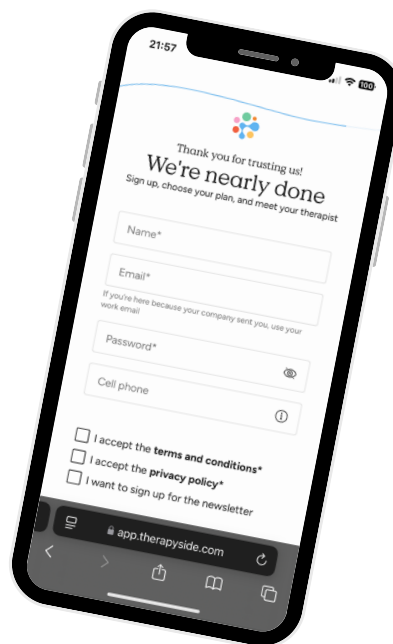 21:57
100
Thank you for trusting us!
We're nearly done
Sign up, choose your plan, and meet your therapist
Name*
Email*
If you're here because your company sent you, use your
work email
Password*
Cell phone
I accept the terms and conditions*
I accept the privacy policy*
I want to sign up for the newsletter
app.therapyside.com